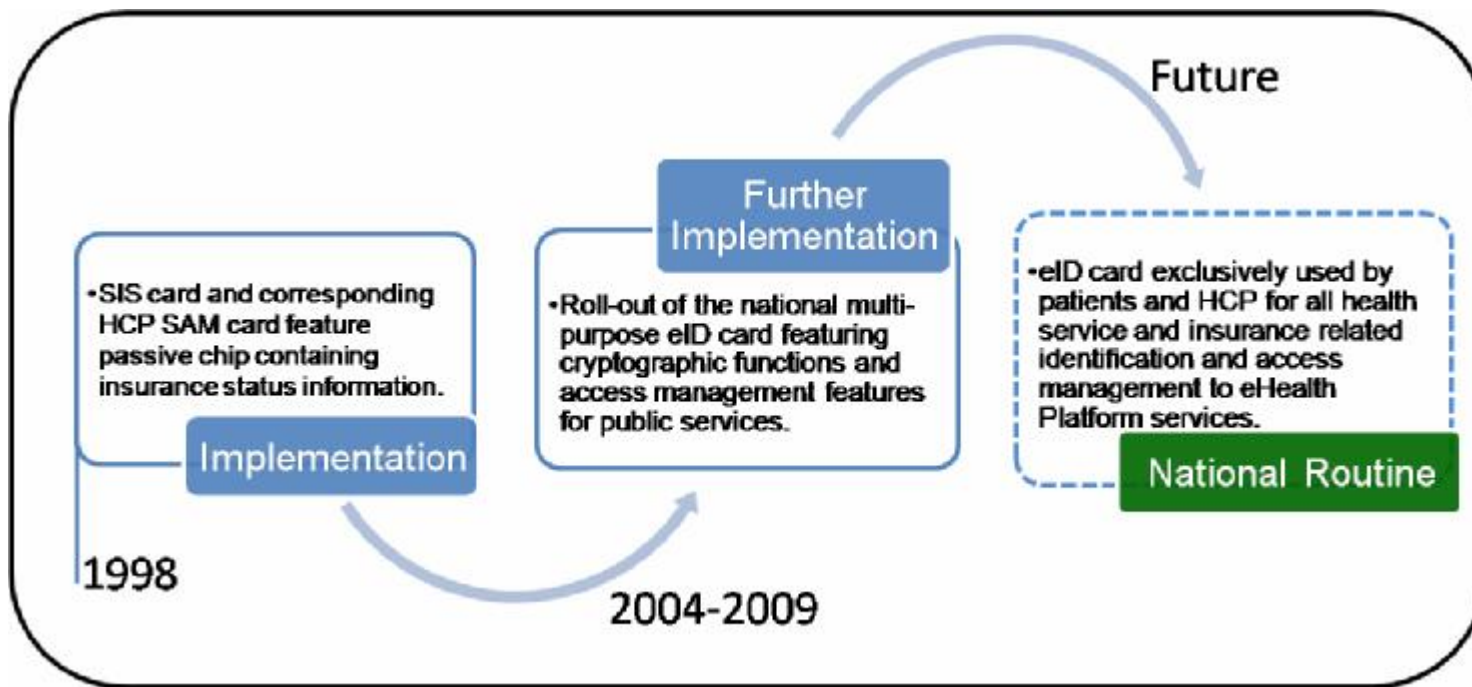 •SIS card and corresponding
HCP SAM card feature
passive chip containing
insurance status information.
Implementation
1998
Further
Implementation
•Roll-out of the national multi-
purpose eID card featuring
cryptographic functions and
access management features
for public services.
2004-2009
Future
•eID card exclusively used by
patients and HCP for all health
service and insurance related
identification and access
management to eHealth
Platform services.
National Routine